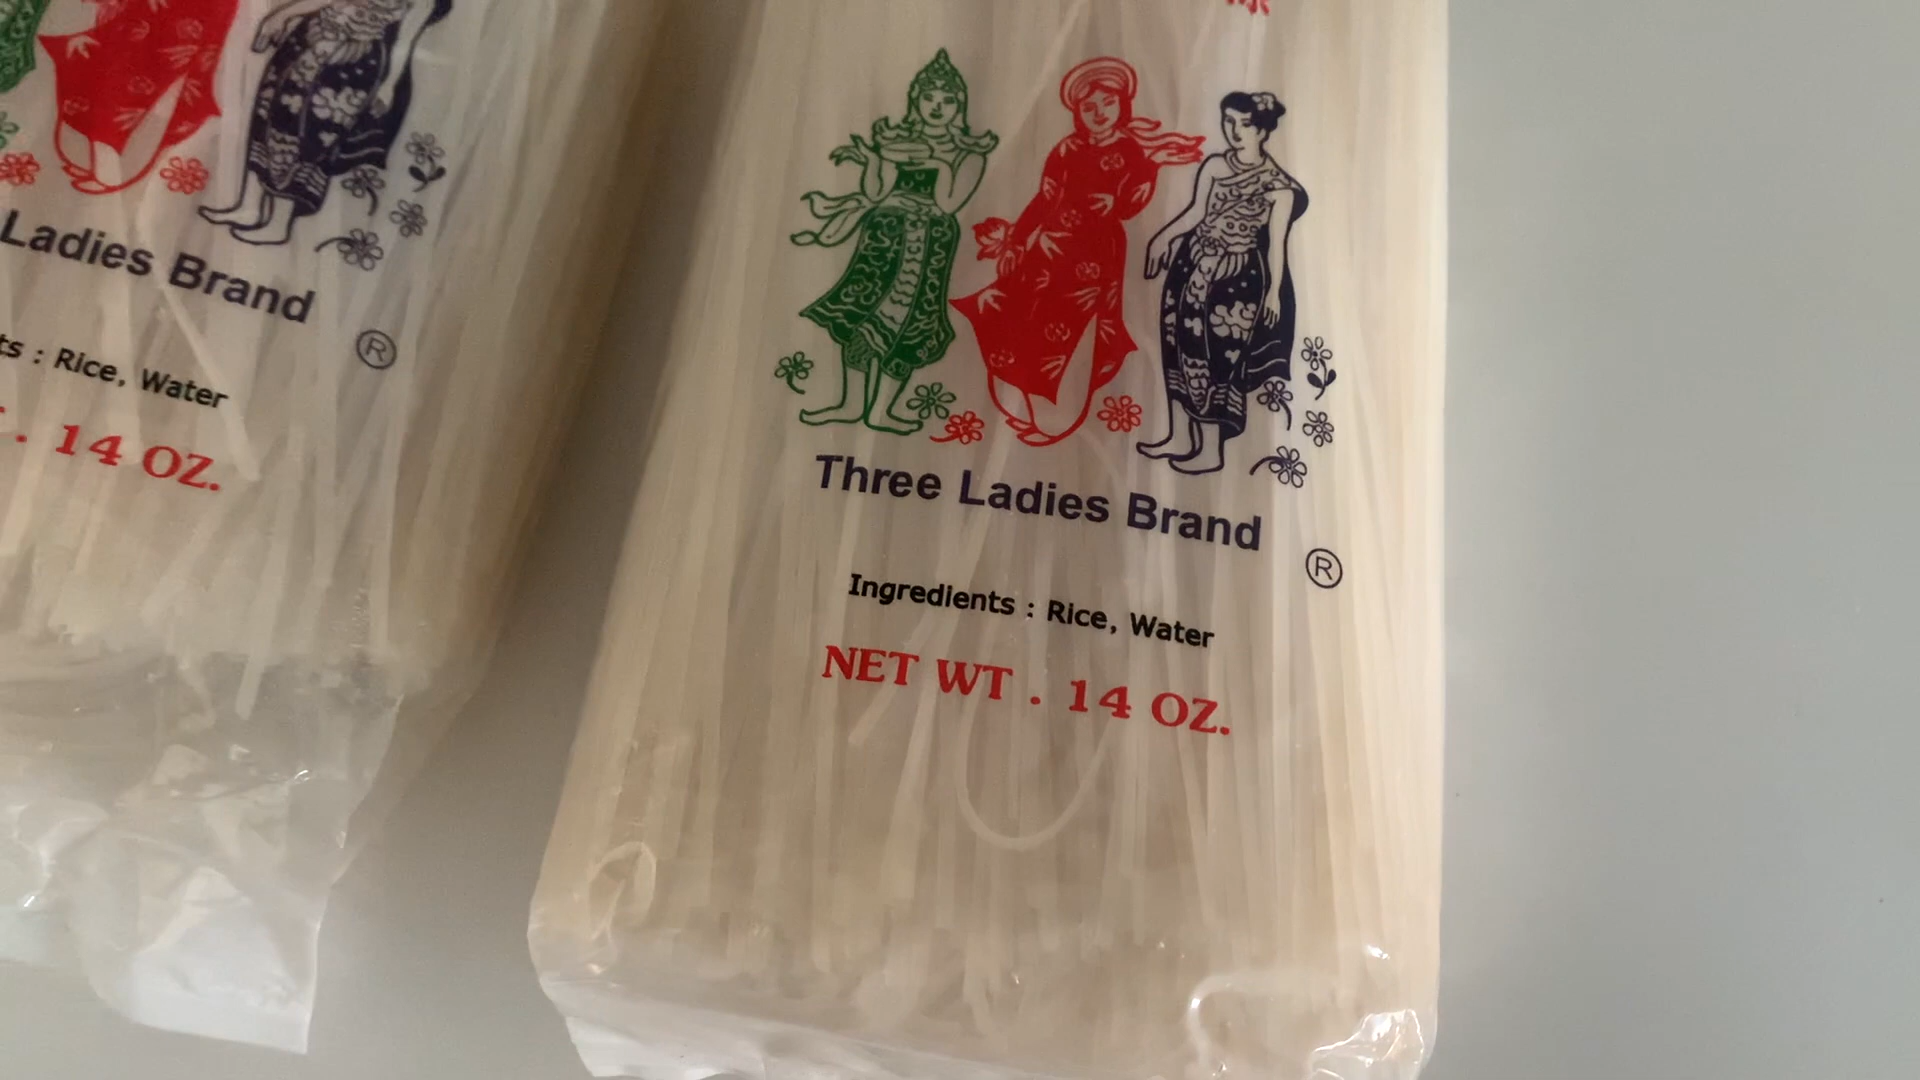 Ladies Brand
®
ts : Rice, Water
. 14 OZ.
Three Ladies Brand
®
Ingredients : Rice, Water
NET WT . 14 OZ.